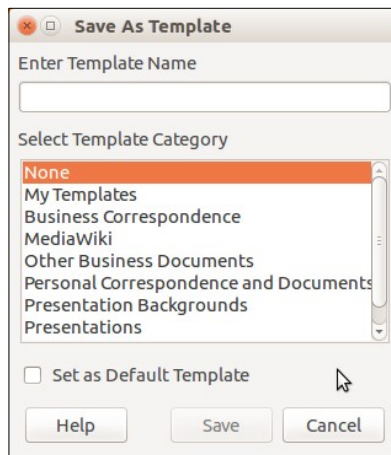 Save As Template
Enter Template Name
Select Template Category
None
My Templates
Business Correspondence
MediaWiki
Other Business Documents
Personal Correspondence and Documents
Presentation Backgrounds
Presentations
Set as Default Template
Help Save Cancel